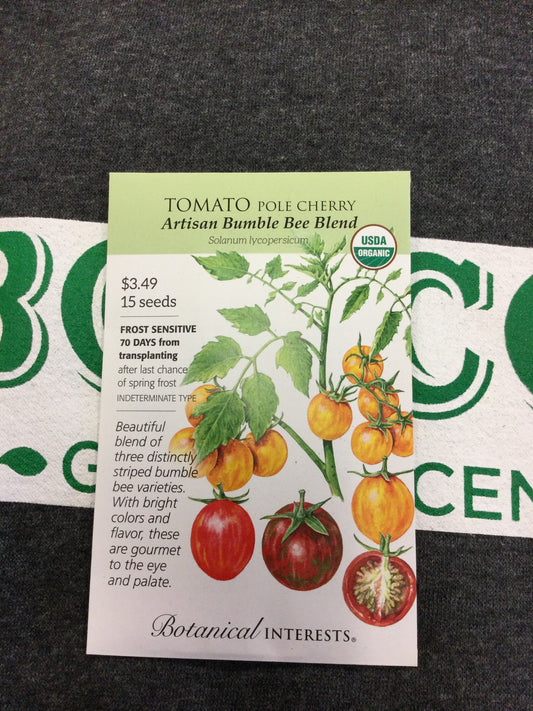 TOMATO POLE CHERRY
Artisan Bumble Bee Blend
Solanum lycopersicum
USDA
ORGANIC
$3.49
15 seeds
FROST SENSITIVE
70 DAYS from
transplanting
after last chance
of spring frost
INDETERMINATE TYPE
Beautiful
blend of
three distinctly
striped bumble
bee varieties.
With bright
colors and
flavor, these
are gourmet
to the eye
and palate.
Botanical INTERESTS®